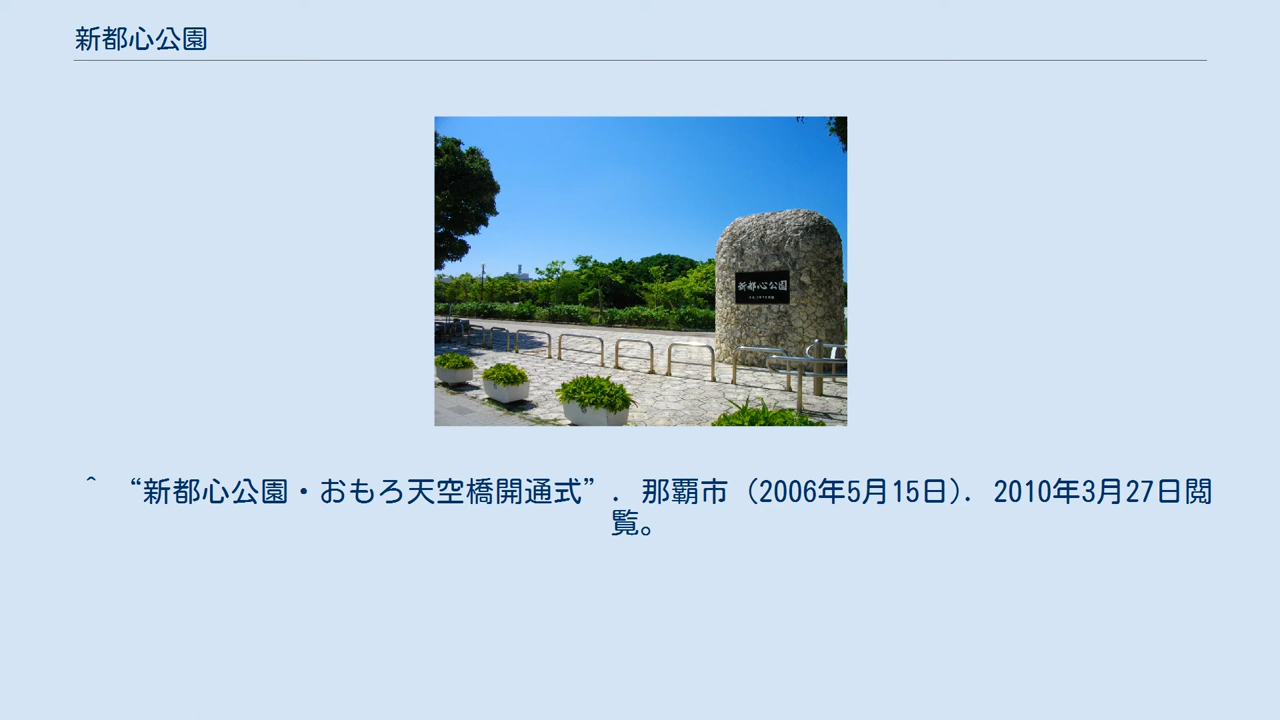 新都心公園
新都心公園
^ “新都心公園・おもろ天空橋開通式”. 那覇市 (2006年5月15日). 2010年3月27日閲
覧。